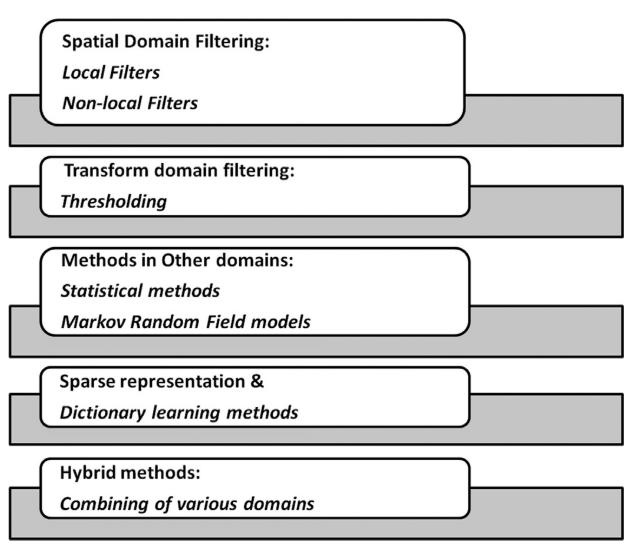 Spatial Domain Filtering:
Local Filters
Non-local Filters
Transform domain filtering:
Thresholding
Methods in Other domains:
Statistical methods
Markov Random Field models
Sparse representation &
Dictionary learning methods
Hybrid methods:
Combining of various domains